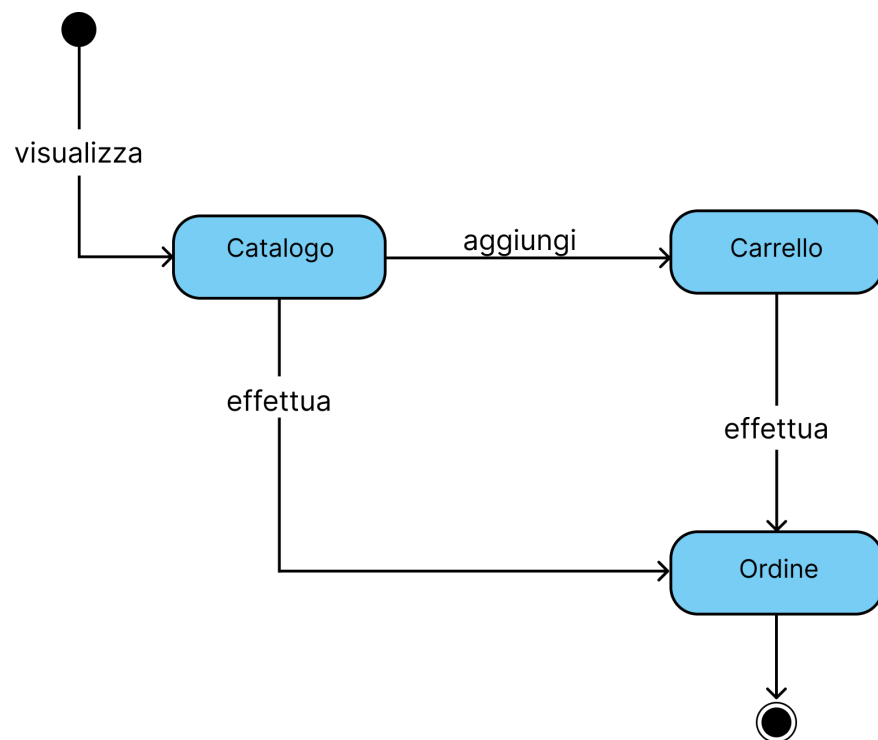 visualizza
Catalogo
aggiungi
Carrello
effettua
effettua
Ordine